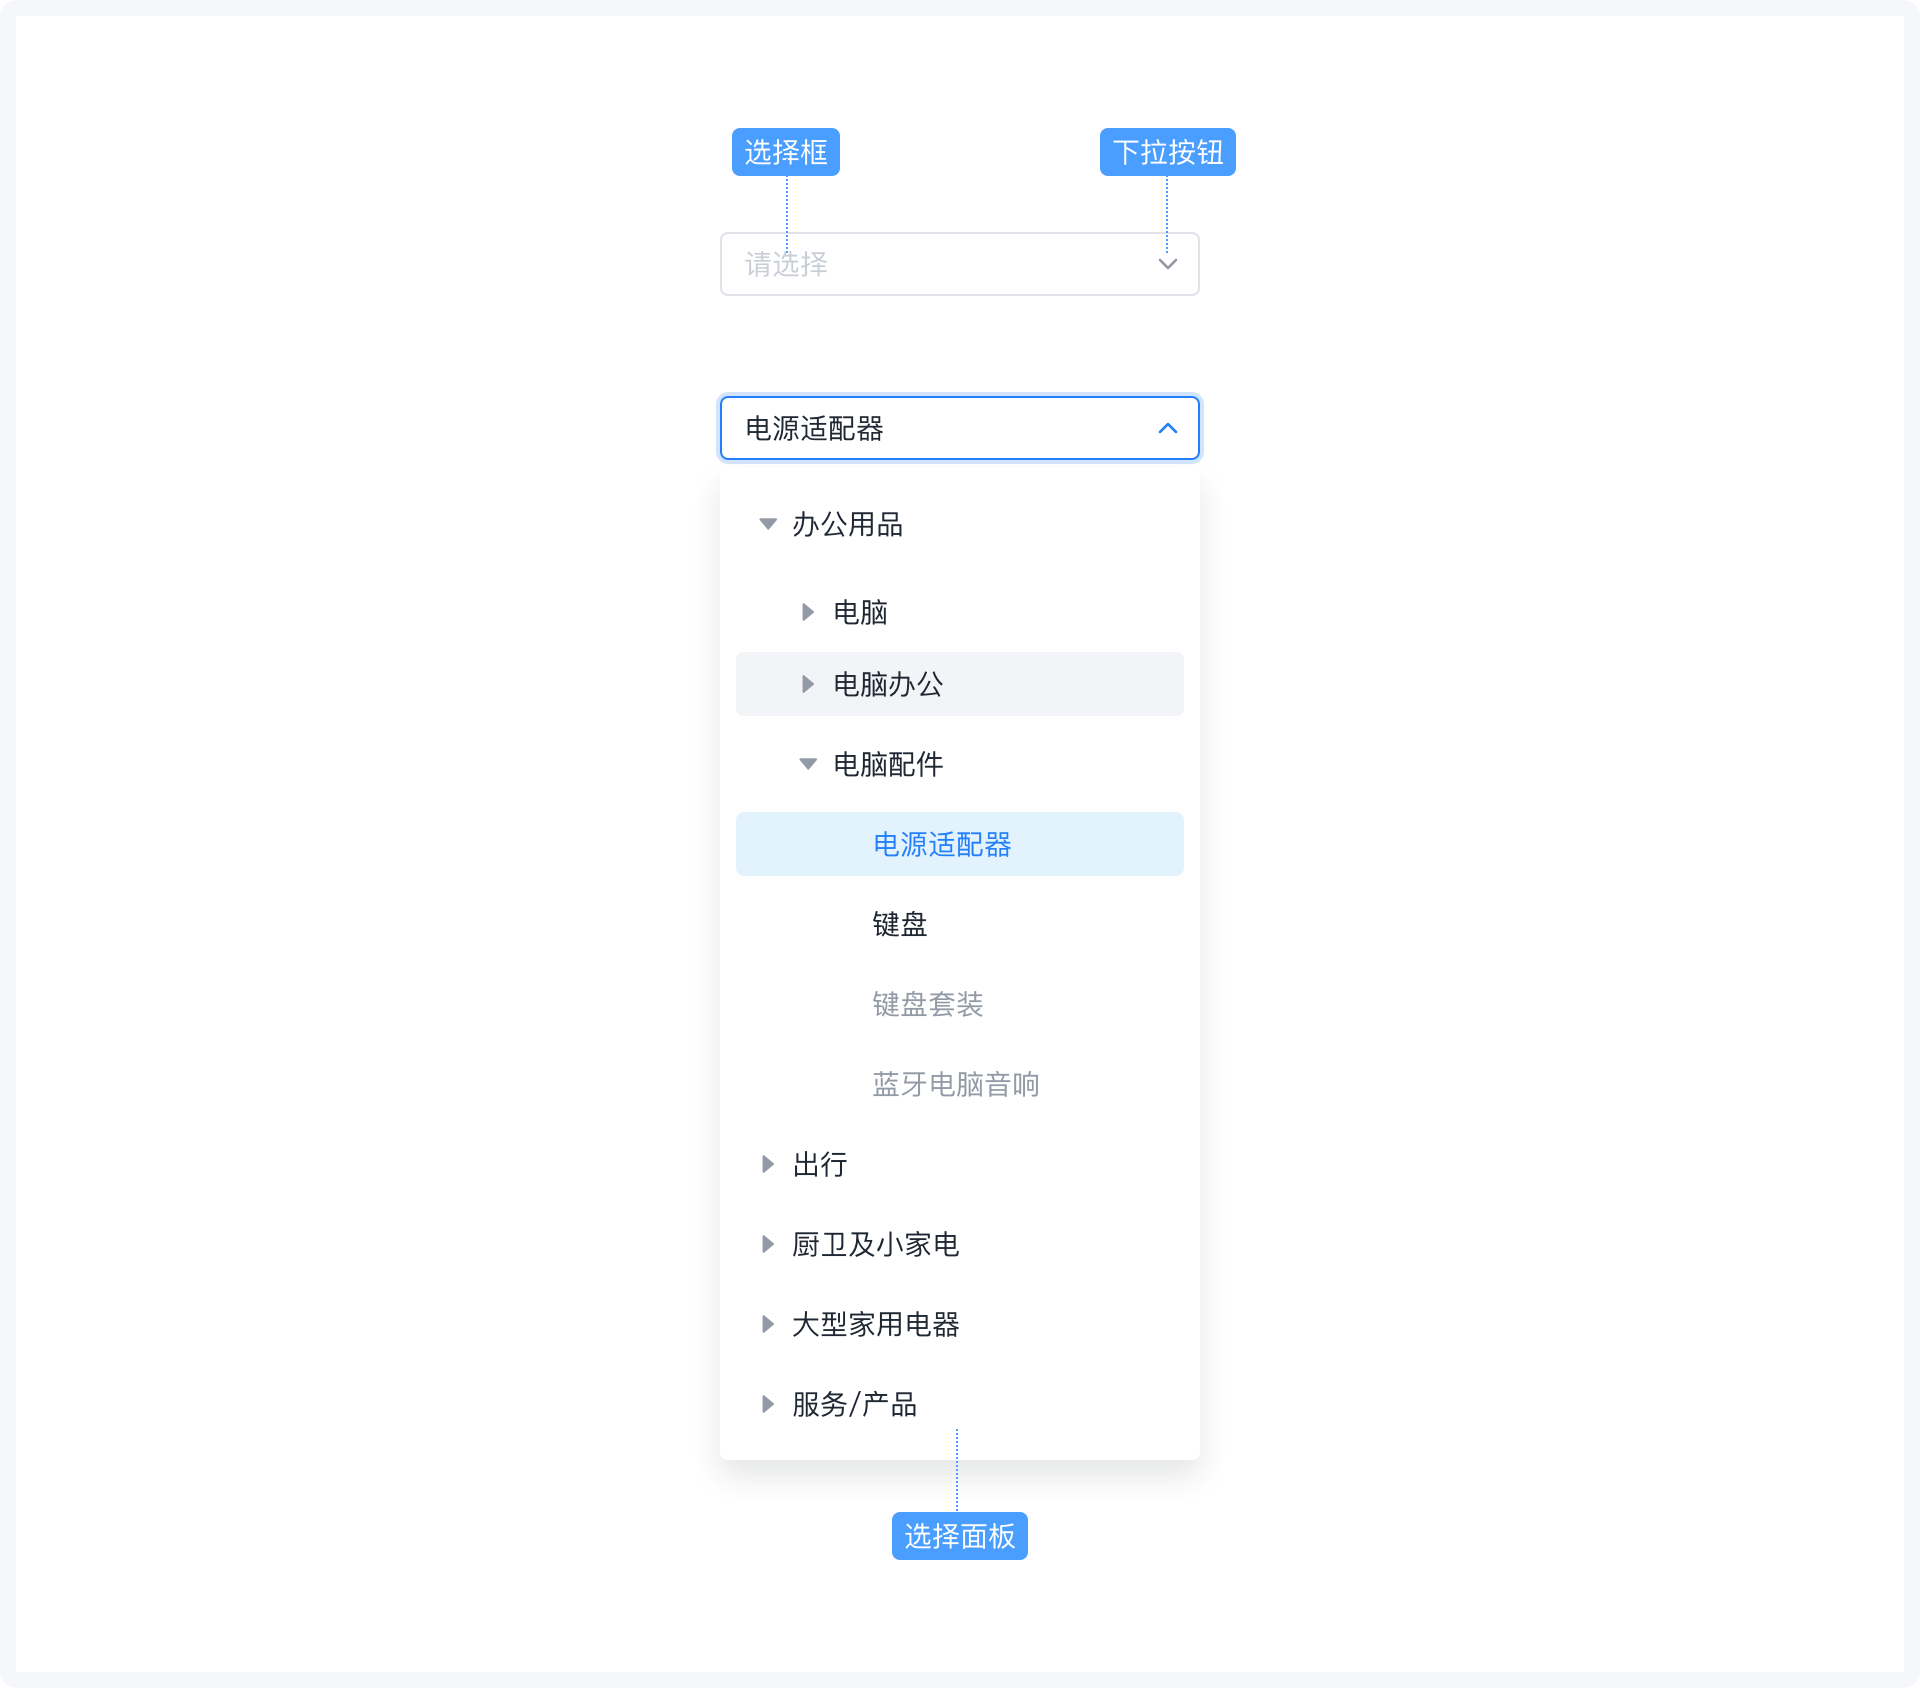 选择框
下拉按钮
请选择
电源适配器
办公用品
电脑
电脑办公
电脑配件
电源适配器
键盘
键盘套装
蓝牙电脑音响
出行
厨卫及小家电
大型家用电器
服务/产品
选择面板